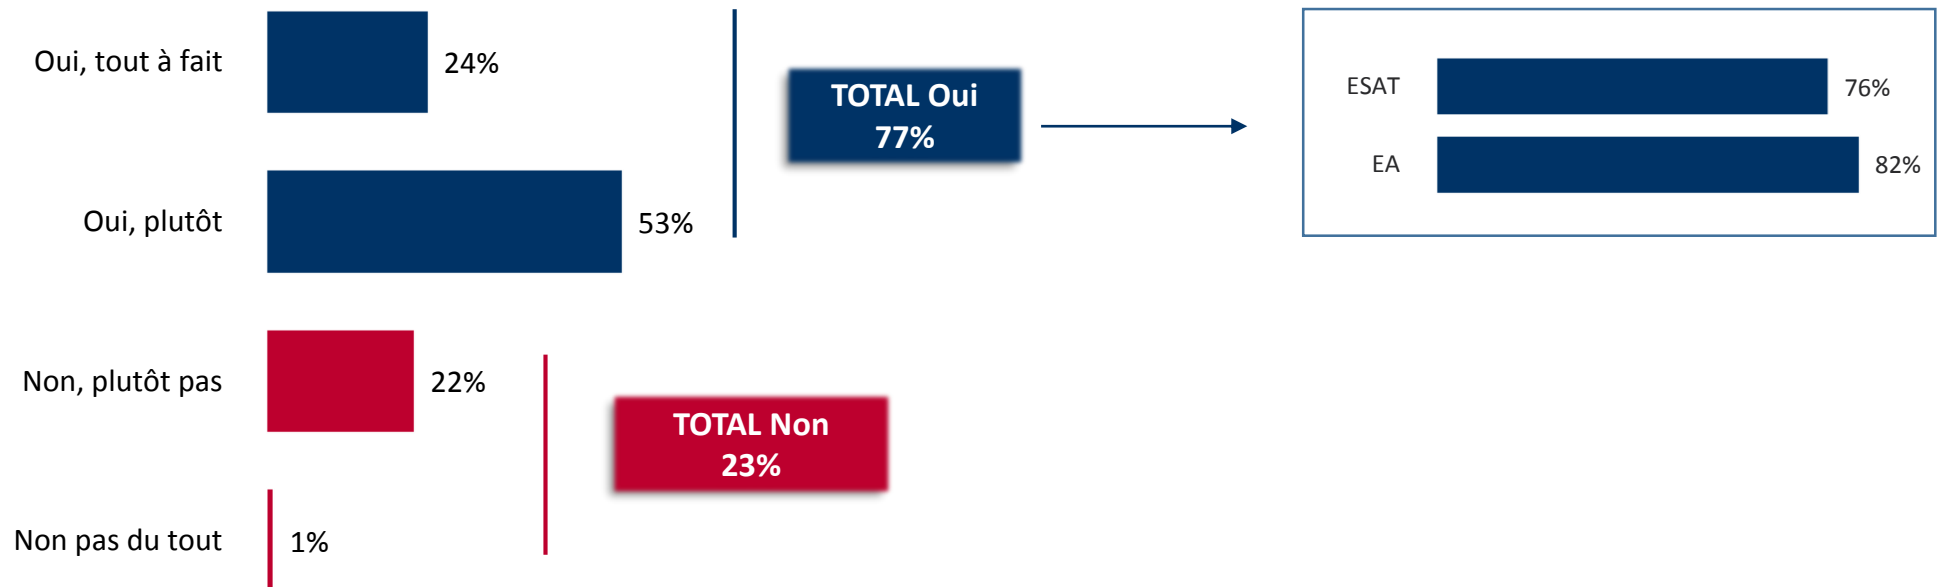 Oui, tout à fait
24%
Oui, plutôt
53%
TOTAL Oui
77%
ESAT
76%
EA
82%
Non, plutôt pas
22%
TOTAL Non
23%
Non pas du tout
1%